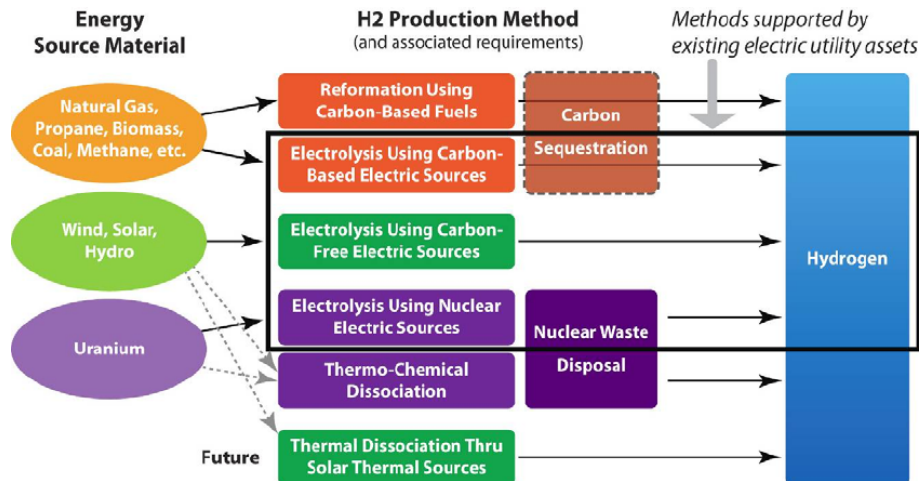 Energy
Source Material
H2 Production Method
(and associated requirements)
Methods supported by
existing electric utility assets
Natural Gas,
Propane, Biomass,
Coal, Methane, etc.
Reformation Using
Carbon-Based Fuels
Carbon
Sequestration
Electrolysis Using Carbon-
Based Electric Sources
Wind, Solar,
Hydro
Electrolysis Using Carbon-
Free Electric Sources
Hydrogen
Uranium
Electrolysis Using Nuclear
Electric Sources
Nuclear Waste
Disposal
Thermo-Chemical
Dissociation
Future
Thermal Dissociation Thru
Solar Thermal Sources